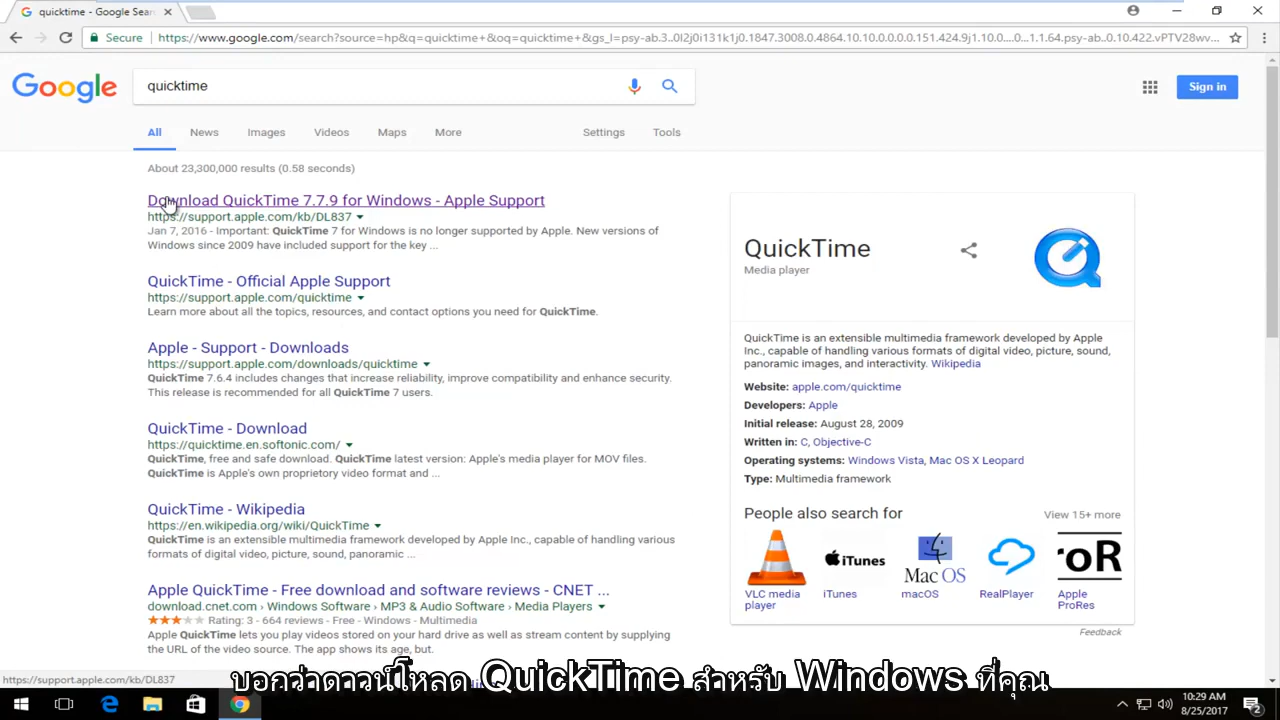 quicktime - Google Sear
Secure
https://www.google.com/search?source=hp&q=quicktime+&oq=quicktime+&gs_l=psy-ab.3..0l2j0i131k1j0.1847.3008.0.4864.10.10.0.0.0.0.151.424.9j1.10.0....0...1.1.64.psy-ab..0.10.422.vPTV28wv...
Google
quicktime
Sign in
All News Images Videos Maps More Settings Tools
About 23,300,000 results (0.58 seconds)
Download QuickTime 7.7.9 for Windows - Apple Support
https://support.apple.com/kb/DL837
Jan 7, 2016 - Important: QuickTime 7 for Windows is no longer supported by Apple. New versions of
Windows since 2009 have included support for the key ...
QuickTime - Official Apple Support
https://support.apple.com/quicktime
Learn more about all the topics, resources, and contact options you need for QuickTime.
Apple - Support - Downloads
https://support.apple.com/downloads/quicktime
QuickTime 7.6.4 includes changes that increase reliability, improve compatibility and enhance security.
This release is recommended for all QuickTime 7 users.
QuickTime - Download
https://quicktime.en.softonic.com/
QuickTime, free and safe download. QuickTime latest version: Apple's media player for MOV files.
QuickTime is Apple's own proprietary video format and ...
QuickTime - Wikipedia
https://en.wikipedia.org/wiki/QuickTime
QuickTime is an extensible multimedia framework developed by Apple Inc., capable of handling various
formats of digital video, picture, sound, panoramic ...
Apple QuickTime - Free download and software reviews - CNET ...
download.cnet.com › Windows Software › MP3 & Audio Software › Media Players
Rating: 3 - 664 reviews - Free - Windows - Multimedia
Apple QuickTime lets you play videos stored on your hard drive as well as stream content by supplying
the URL of the video source. The app shows its age, but.
QuickTime
Media player
QuickTime is an extensible multimedia framework developed by Apple
Inc., capable of handling various formats of digital video, picture, sound,
panoramic images, and interactivity. Wikipedia
Website: apple.com/quicktime
Developers: Apple
Initial release: August 28, 2009
Written in: C, Objective-C
Operating systems: Windows Vista, Mac OS X Leopard
Type: Multimedia framework
People also search for
View 15+ more
iTunes
Mac OS
roR
VLC media player
iTunes
macOS
RealPlayer
Apple ProRes
Feedback
https://support.apple.com/kb/DL837
บอกว่าดาวน์โหลด QuickTime สำหรับ Windows ที่คุณ
10:29 AM
8/25/2017
2